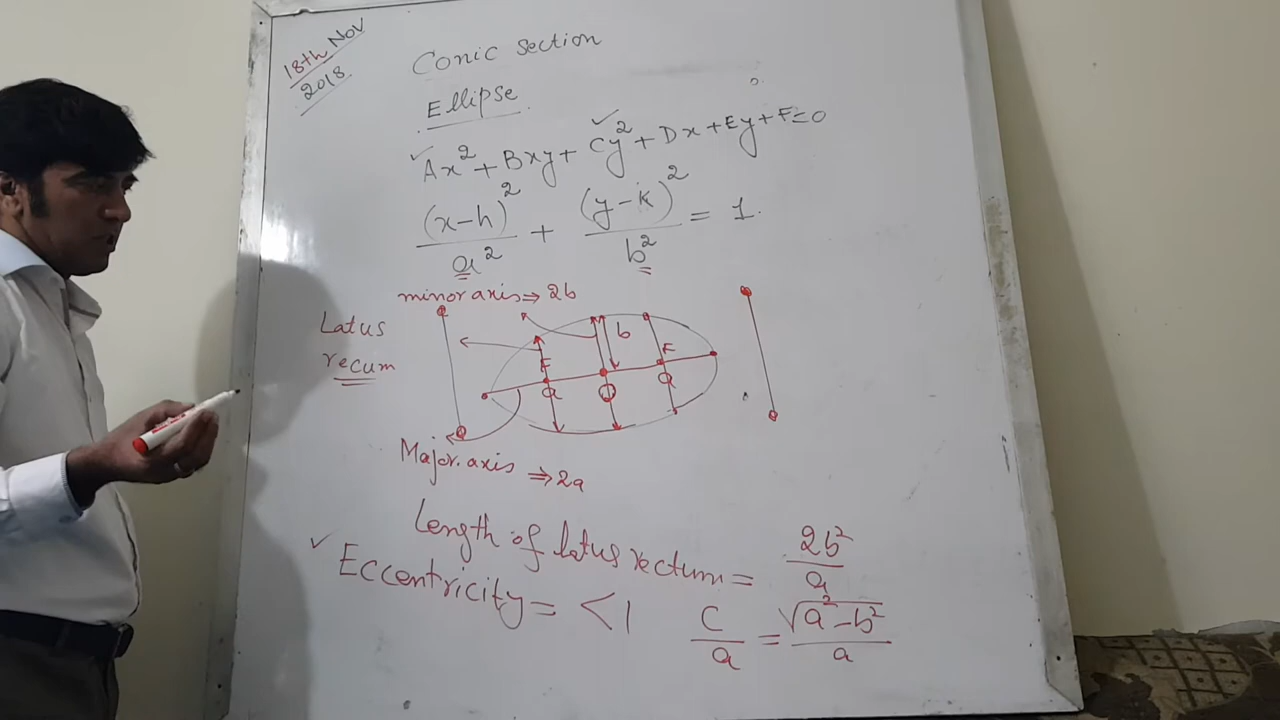 18th Nov
2018
Conic section
Ellipse
Ax² + Bxy + Cy² + Dx + Ey + F = 0
(x-h)²/a² + (y-k)²/b² = 1.
minor axis ⇒ 2b
Latus
recum
b
F
F
a
O
a
Major. axis ⇒ 2a
Length of latus rectum = 2b²/a
✓ Eccentricity = < 1 C/a = √a²-b²/a